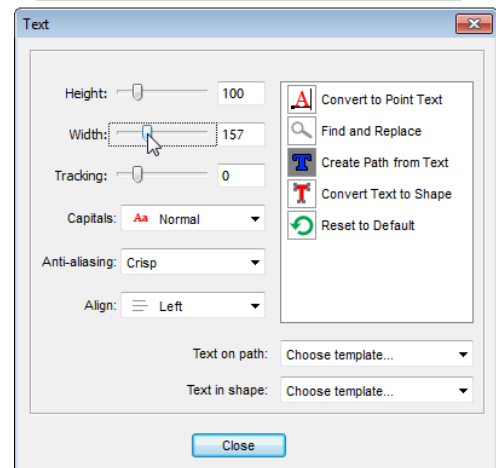 Text
Height: 100
Width: 157
Tracking: 0
Capitals: Aa Normal
Anti-aliasing: Crisp
Align: Left
A Convert to Point Text
Find and Replace
T Create Path from Text
T Convert Text to Shape
Reset to Default
Text on path: Choose template...
Text in shape: Choose template...
Close